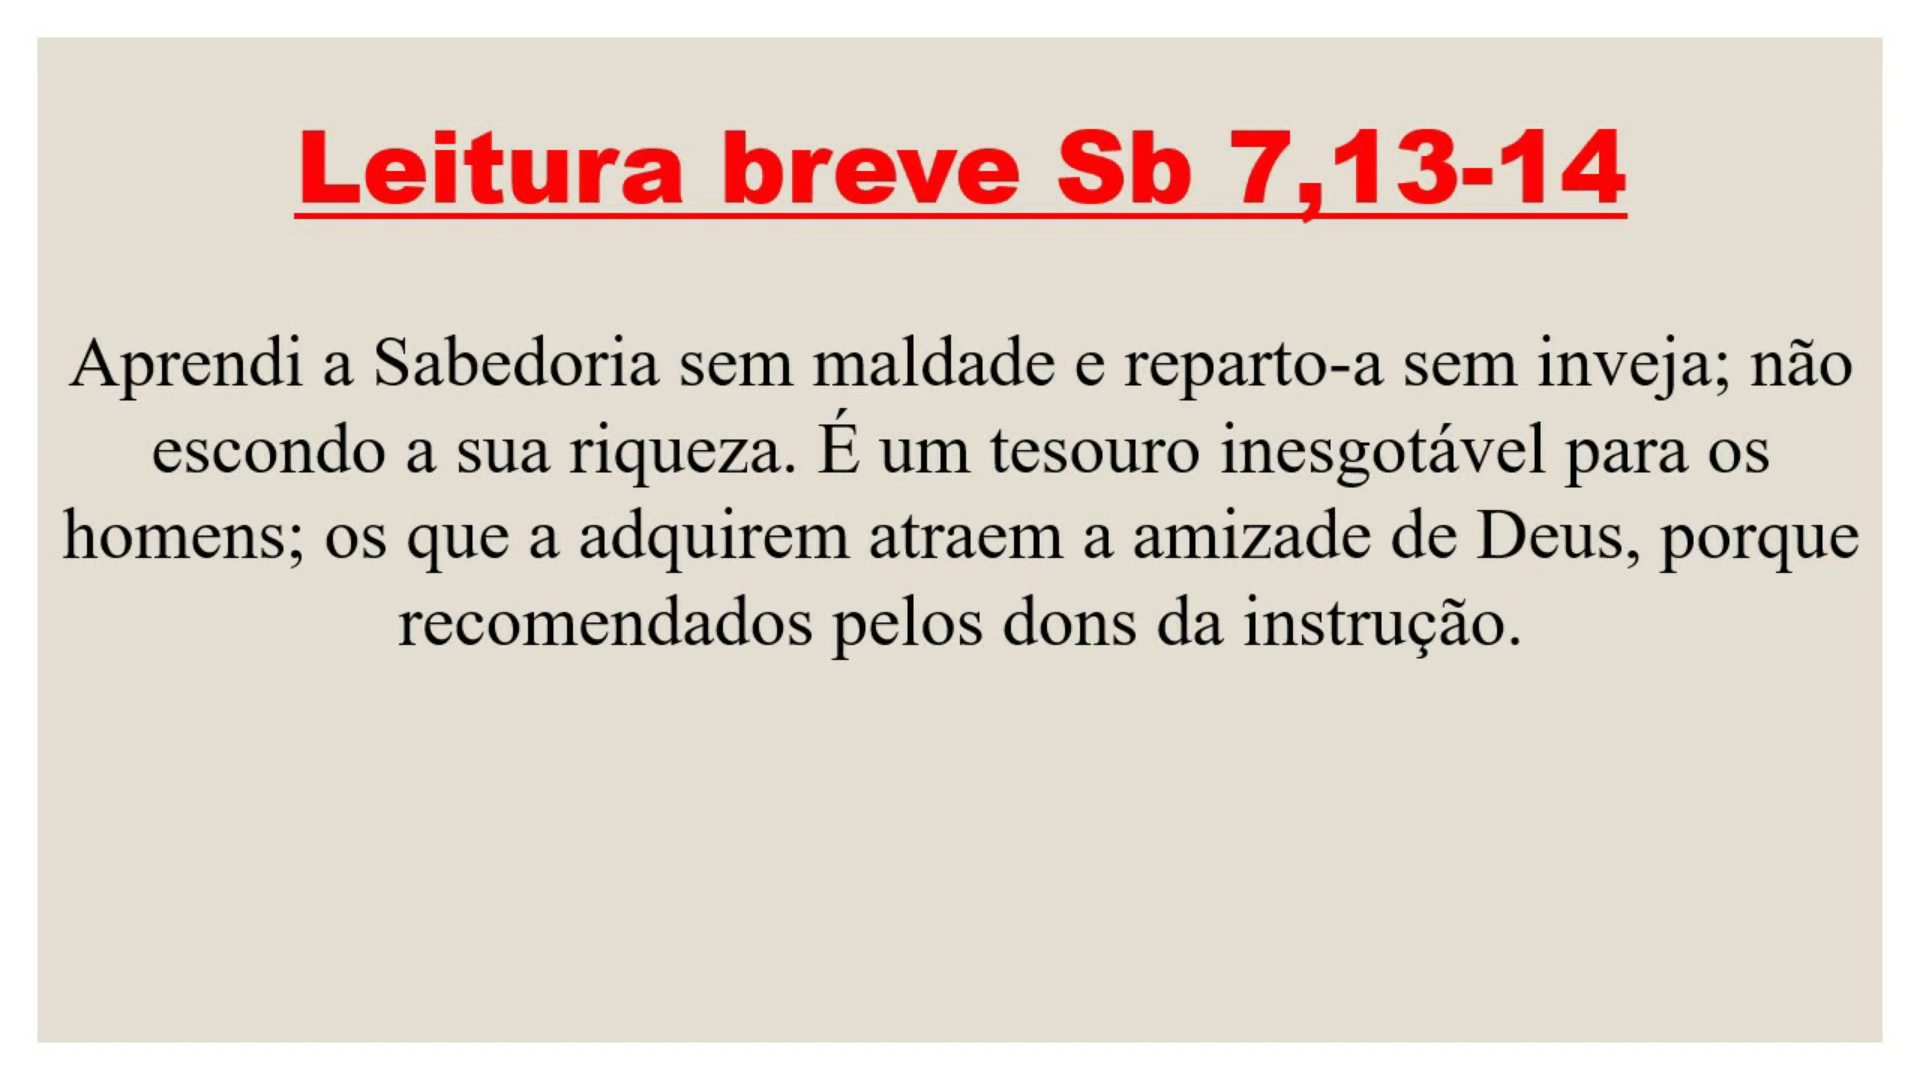 Leitura breve Sb 7,13-14
Aprendi a Sabedoria sem maldade e reparto-a sem inveja; não
escondo a sua riqueza. É um tesouro inesgotável para os
homens; os que a adquirem atraem a amizade de Deus, porque
recomendados pelos dons da instrução.